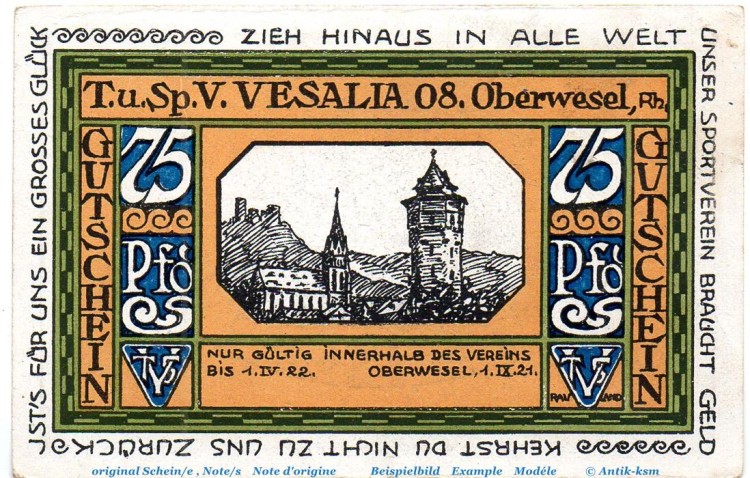 ZIEH HINAUS IN ALLE WELT
UNSER SPORTVEREIN BRAUCHT GELD
KEHRST DU NICHT ZU UNS ZURÜCK
IST'S FÜR UNS EIN GROSSES GLÜCK
T.u.Sp.V. VESALIA 08. Oberwesel, Rh.
GUTSCHEIN
75
Pfg
75
Pfg
GUTSCHEIN
NUR GÜLTIG INNERHALB DES VEREINS
BIS 1.IV.22. OBERWESEL, 1.IX.21.
original Schein/e , Note/s Note d'origine Beispielbild Example Modéle © Antik-ksm